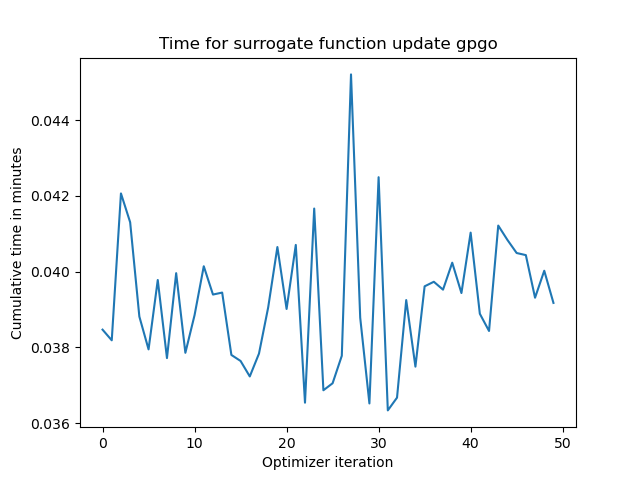 Time for surrogate function update gpgo
Cumulative time in minutes
0.044
0.042
0.040
0.038
0.036
0 10 20 30 40 50
Optimizer iteration